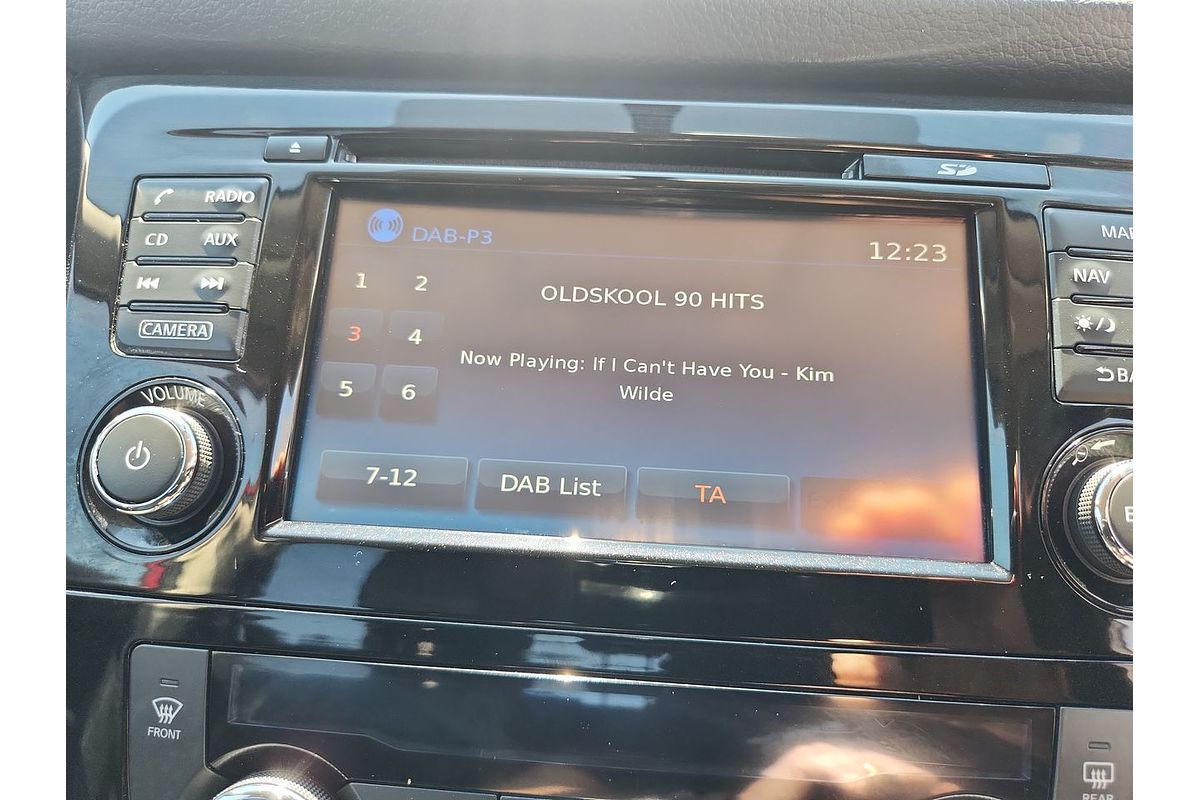 RADIO
CD AUX
CAMERA
VOLUME
SD
DAB-P3
12:23
1 2
3 4
5 6
OLDSKOOL 90 HITS
Now Playing: If I Can't Have You - Kim
Wilde
7-12 DAB List TA
NAV
FRONT
REAR